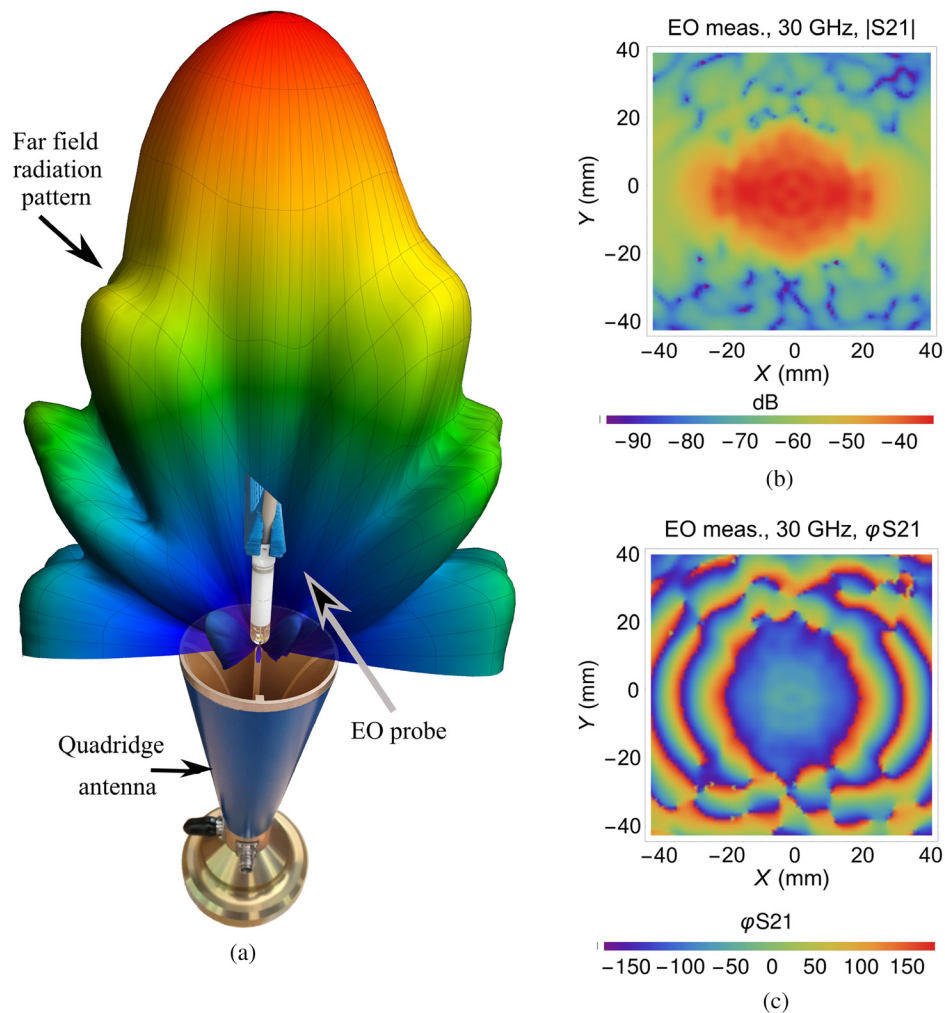 Far field
radiation
pattern
EO probe
Quadridge
antenna
(a)
EO meas., 30 GHz, |S21|
40
20
0
−20
−40
Y (mm)
−40 −20 0 20 40
X (mm)
dB
−90 −80 −70 −60 −50 −40
(b)
EO meas., 30 GHz, φS21
40
20
0
−20
−40
Y (mm)
−40 −20 0 20 40
X (mm)
φS21
−150 −100 −50 0 50 100 150
(c)